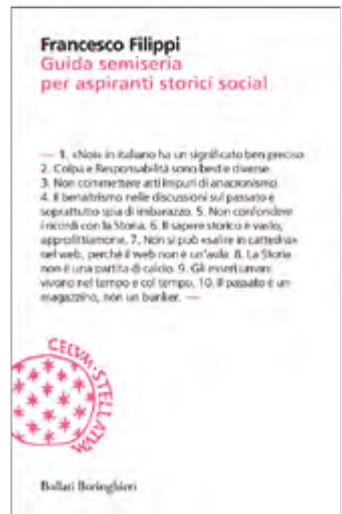 Francesco Filippi
Guida semiseria
per aspiranti storici social
— 1. «Noi» in italiano ha un significato ben preciso
2. Colpa e Responsabilità sono bestie diverse
3. Non commettere atti impuri di anacronismo
4. Il benaltrismo nelle discussioni sul passato è
soprattutto spia di imbarazzo. 5. Non confondere
i ricordi con la Storia. 6. Il sapere storico è vario,
approfittiamone. 7. Non si può «salire in cattedra»
nel web, perché il web non è un'aula. 8. La Storia
non è una partita di calcio. 9. Gli esseri umani
vivono nel tempo e col tempo. 10. Il passato è un
magazzino, non un bunker. —
CELVM STELLATVM
Bollati Boringhieri